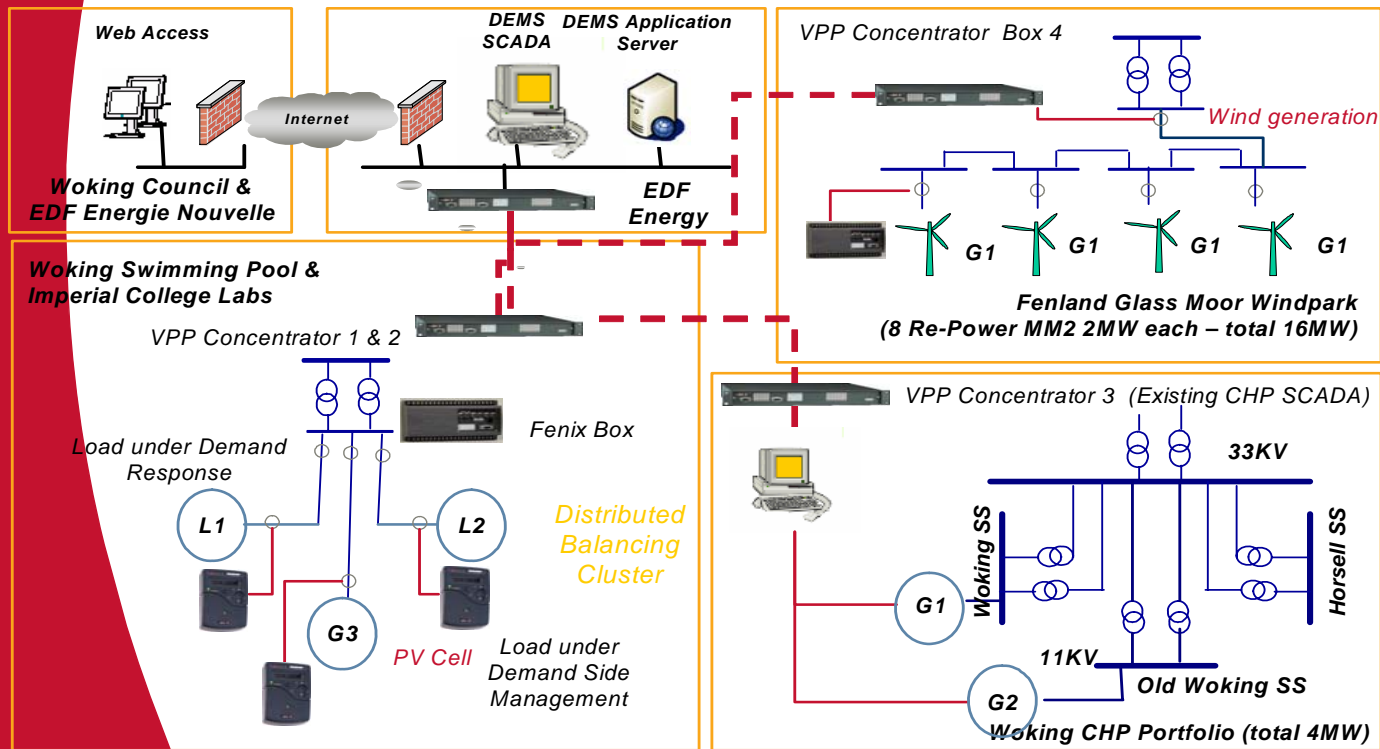 Web Access
Internet
Woking Council &
EDF Energie Nouvelle
DEMS
SCADA
DEMS Application
Server
EDF
Energy
VPP Concentrator Box 4
Wind generation
G1
G1
G1
G1
Fenland Glass Moor Windpark
(8 Re-Power MM2 2MW each – total 16MW)
Woking Swimming Pool &
Imperial College Labs
VPP Concentrator 1 & 2
Fenix Box
Load under Demand
Response
L1
L2
G3
PV Cell
Load under
Demand Side
Management
Distributed
Balancing
Cluster
VPP Concentrator 3 (Existing CHP SCADA)
33KV
Woking SS
Horsell SS
G1
11KV
Old Woking SS
G2
Woking CHP Portfolio (total 4MW)